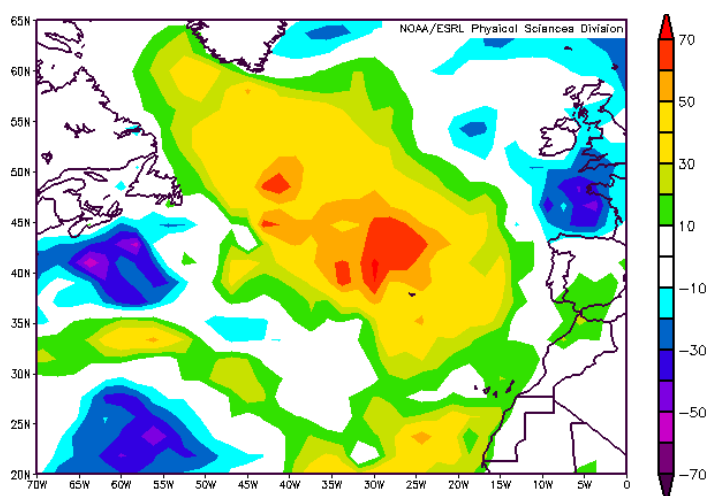 NOAA/ESRL Physical Sciences Division
65N
60N
55N
50N
45N
40N
35N
30N
25N
20N
70W 65W 60W 55W 50W 45W 40W 35W 30W 25W 20W 15W 10W 5W 0
70
50
30
10
-10
-30
-50
-70